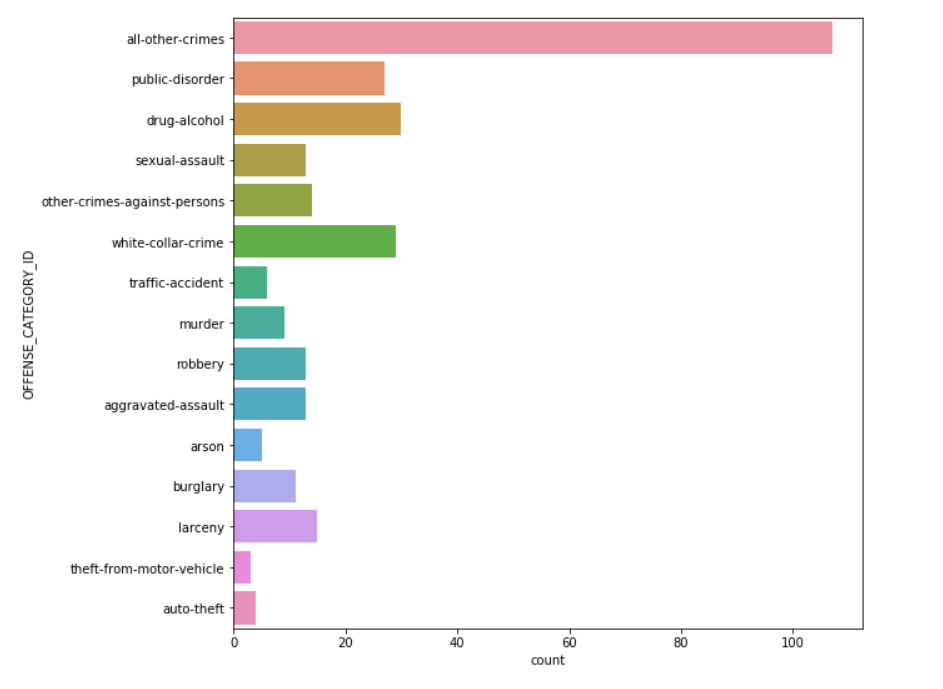 all-other-crimes
public-disorder
drug-alcohol
sexual-assault
other-crimes-against-persons
white-collar-crime
traffic-accident
murder
robbery
aggravated-assault
arson
burglary
larceny
theft-from-motor-vehicle
auto-theft
OFFENSE_CATEGORY_ID
0 20 40 60 80 100
count